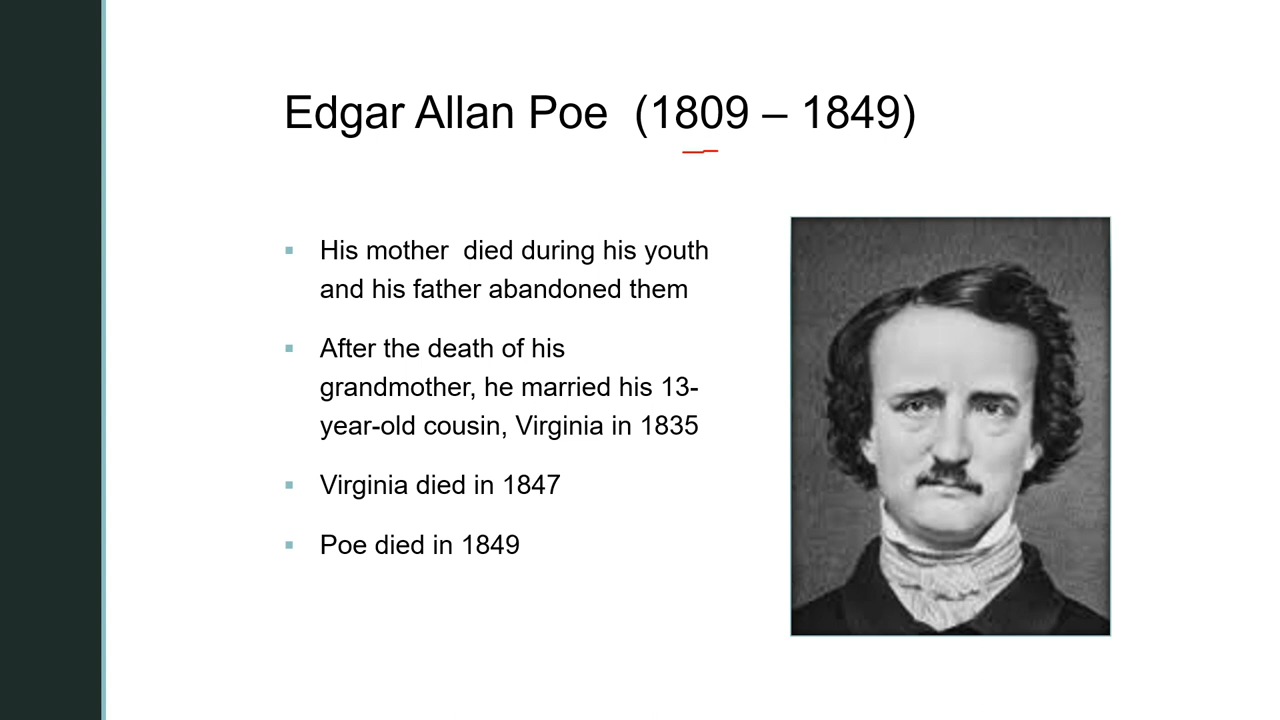 Edgar Allan Poe  (1809 – 1849)
▪ His mother  died during his youth
and his father abandoned them
▪ After the death of his
grandmother, he married his 13-
year-old cousin, Virginia in 1835
▪ Virginia died in 1847
▪ Poe died in 1849